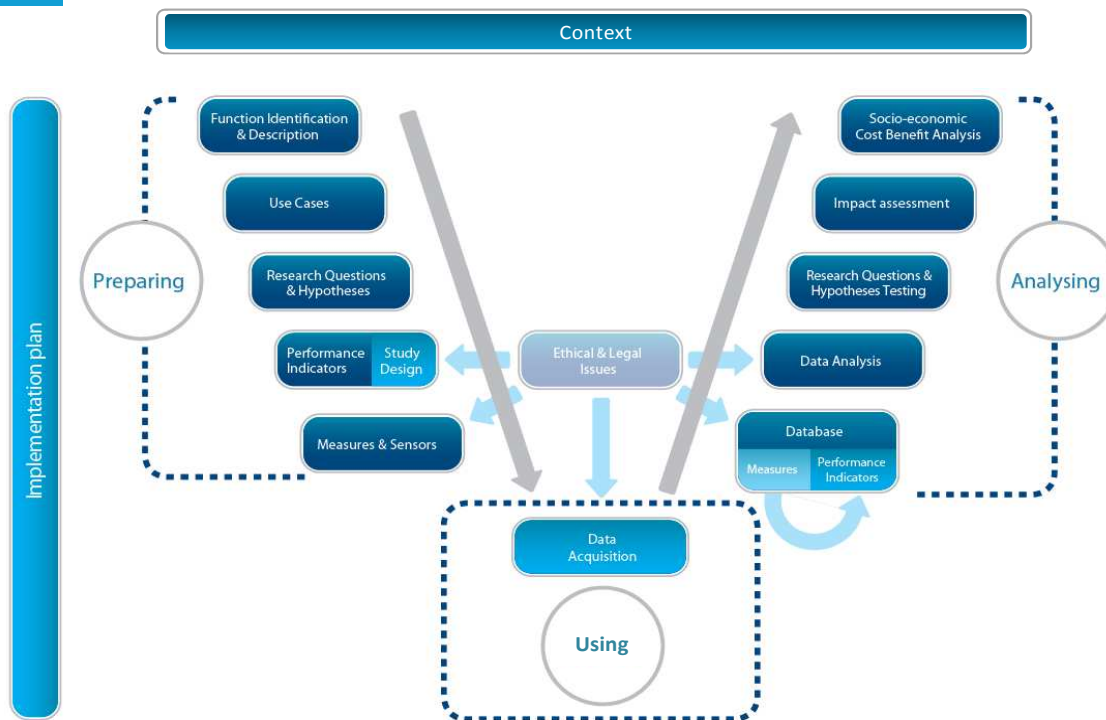 Context
Implementation plan
Preparing
Function Identification
& Description
Use Cases
Research Questions
& Hypotheses
Performance
Indicators
Study
Design
Measures & Sensors
Ethical & Legal
Issues
Data
Acquisition
Using
Socio-economic
Cost Benefit Analysis
Impact assessment
Research Questions &
Hypotheses Testing
Data Analysis
Database
Measures
Performance
Indicators
Analysing